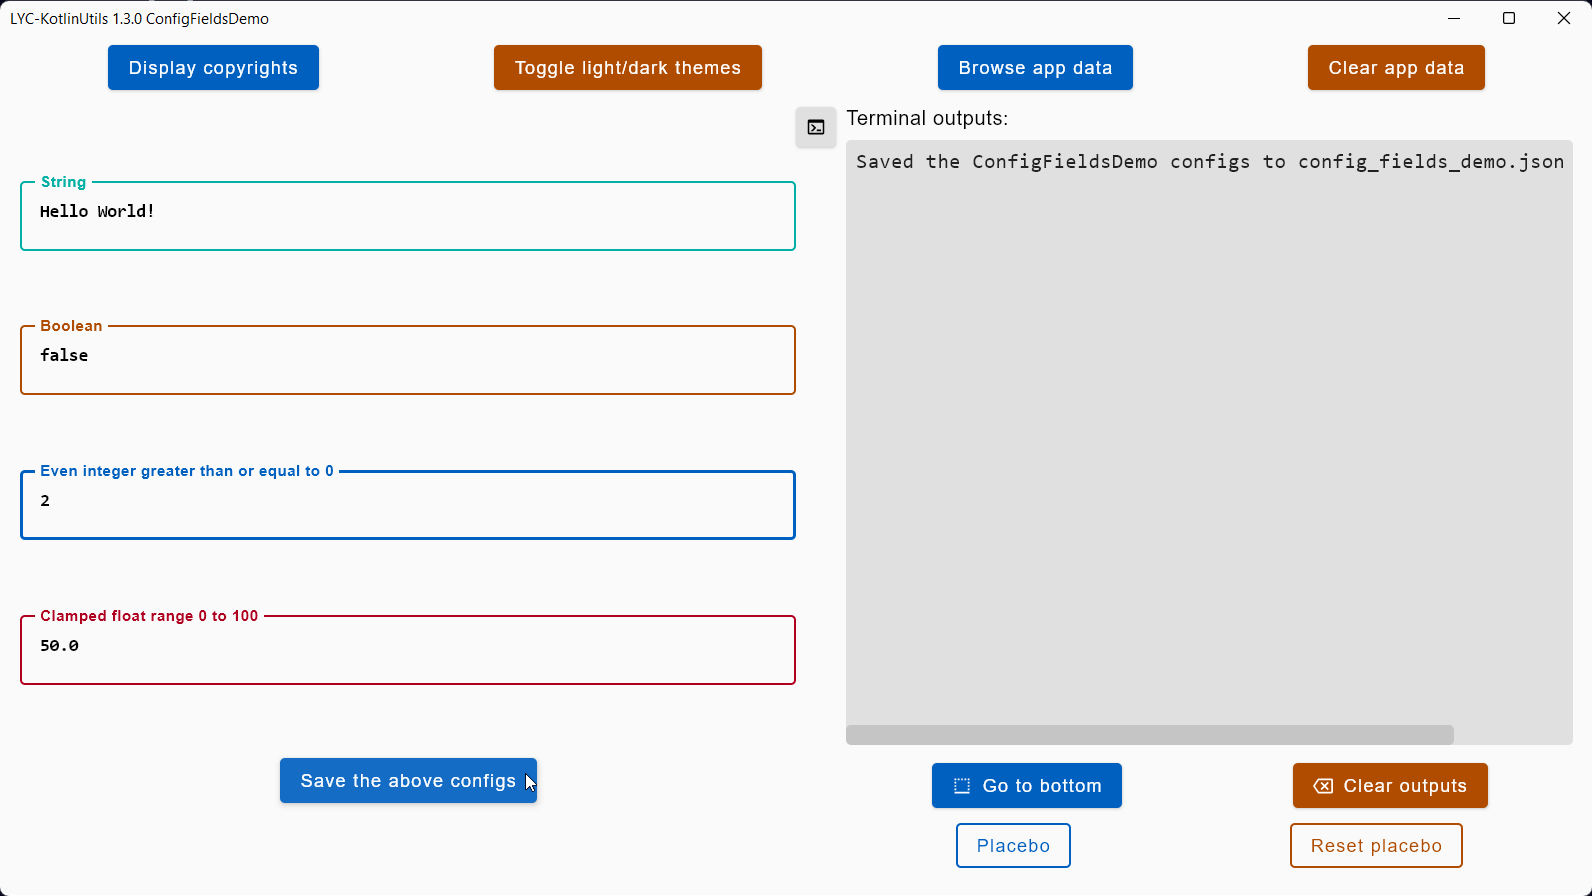 LYC-KotlinUtils 1.3.0 ConfigFieldsDemo
Display copyrights
Toggle light/dark themes
Browse app data
Clear app data
String
Hello World!
Boolean
false
Even integer greater than or equal to 0
2
Clamped float range 0 to 100
50.0
Save the above configs
Terminal outputs:
Saved the ConfigFieldsDemo configs to config_fields_demo.json
Go to bottom
Clear outputs
Placebo
Reset placebo